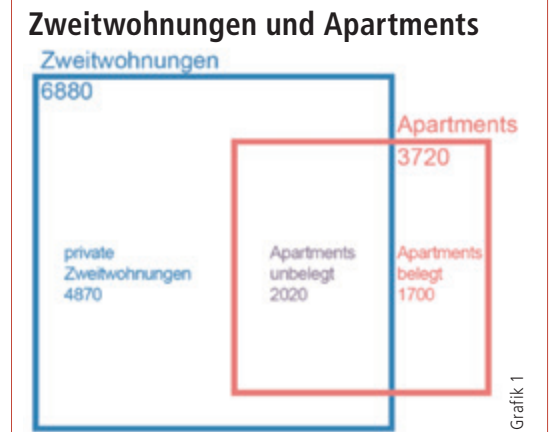 Zweitwohnungen und Apartments
Zweitwohnungen
6880
Apartments
3720
private
Zweitwohnungen
4870
Apartments
unbelegt
2020
Apartments
belegt
1700
Grafik 1